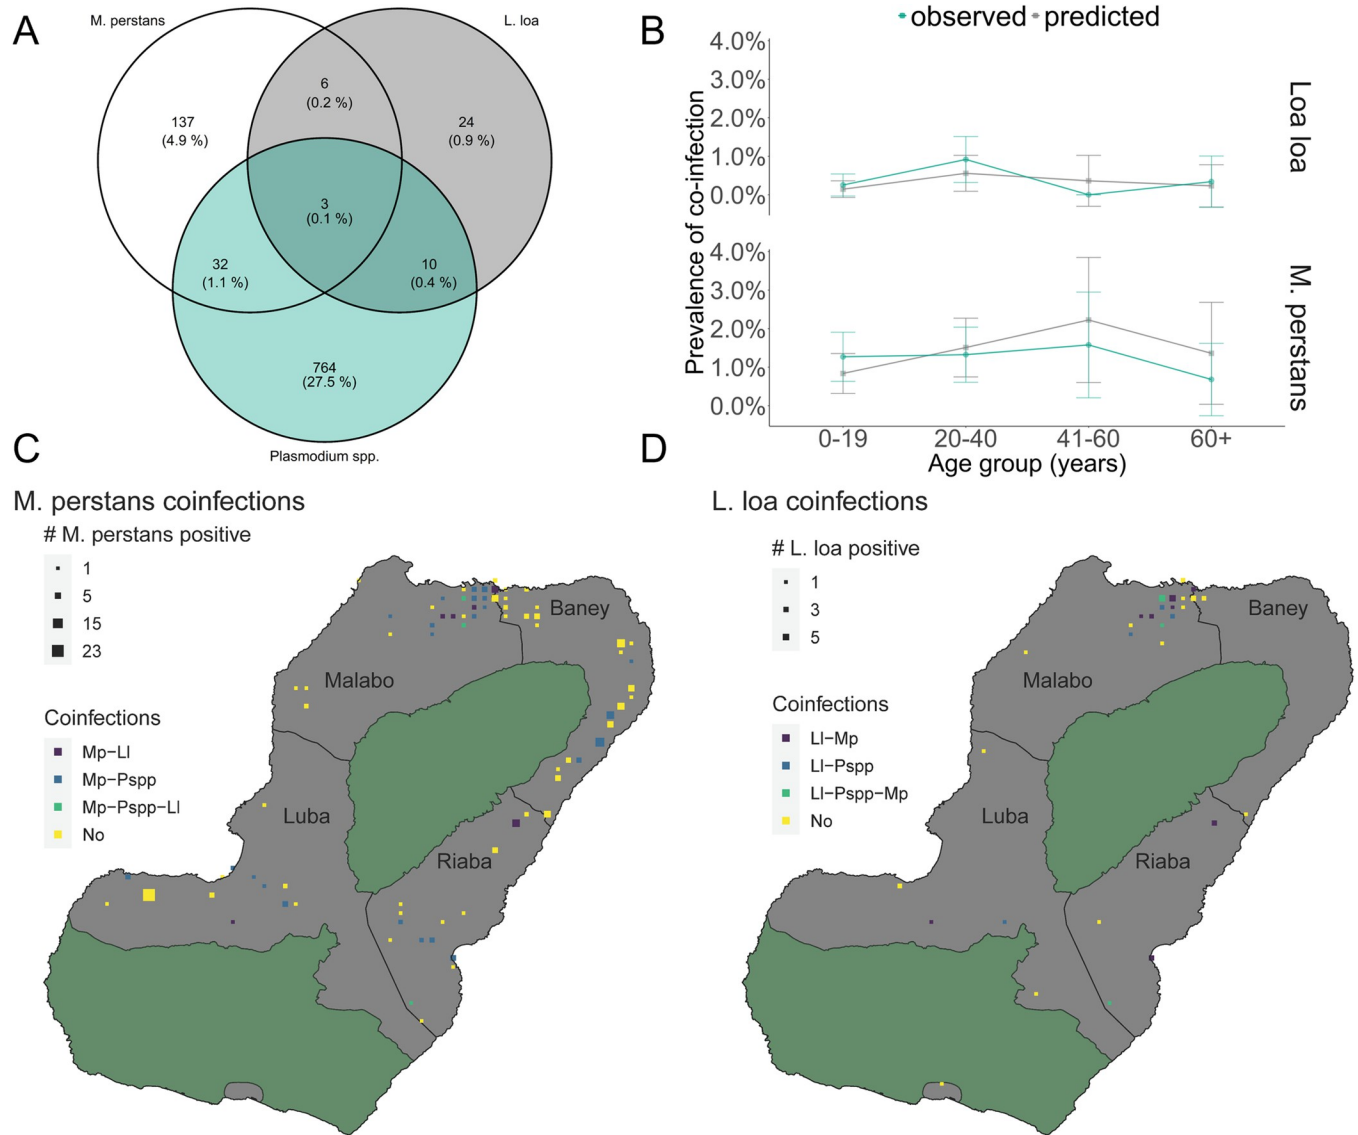 A
M. perstans
L. loa
6
(0.2 %)
137
(4.9 %)
24
(0.9 %)
3
(0.1 %)
32
(1.1 %)
10
(0.4 %)
764
(27.5 %)
Plasmodium spp.
B
observed predicted
Prevalence of co-infection
4.0%
3.0%
2.0%
1.0%
0.0%
Loa loa
4.0%
3.0%
2.0%
1.0%
0.0%
M. perstans
0-19 20-40 41-60 60+
Age group (years)
C
M. perstans coinfections
# M. perstans positive
1
5
15
23
Coinfections
Mp−Ll
Mp−Pspp
Mp−Pspp−Ll
No
Baney
Malabo
Luba
Riaba
D
L. loa coinfections
# L. loa positive
1
3
5
Coinfections
Ll−Mp
Ll−Pspp
Ll−Pspp−Mp
No
Baney
Malabo
Luba
Riaba